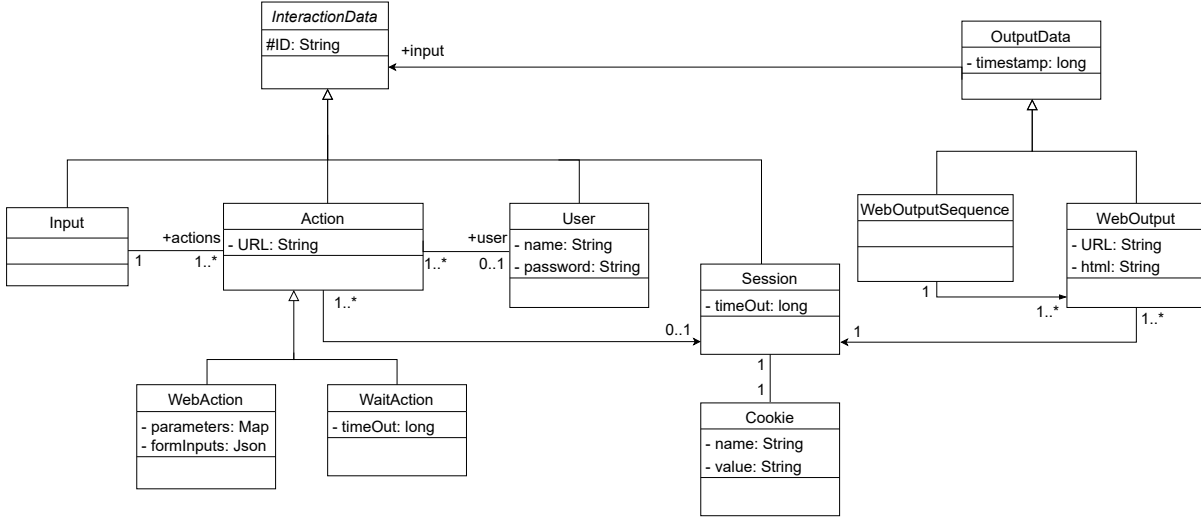 InteractionData
#ID: String
+input
OutputData
- timestamp: long
Input
+actions
1
1..*
Action
- URL: String
+user
1..*
0..1
User
- name: String
- password: String
WebOutputSequence
WebOutput
- URL: String
- html: String
1
1..*
Session
- timeOut: long
1..*
0..1
1
1..*
1
1
WebAction
- parameters: Map
- formInputs: Json
WaitAction
- timeOut: long
Cookie
- name: String
- value: String